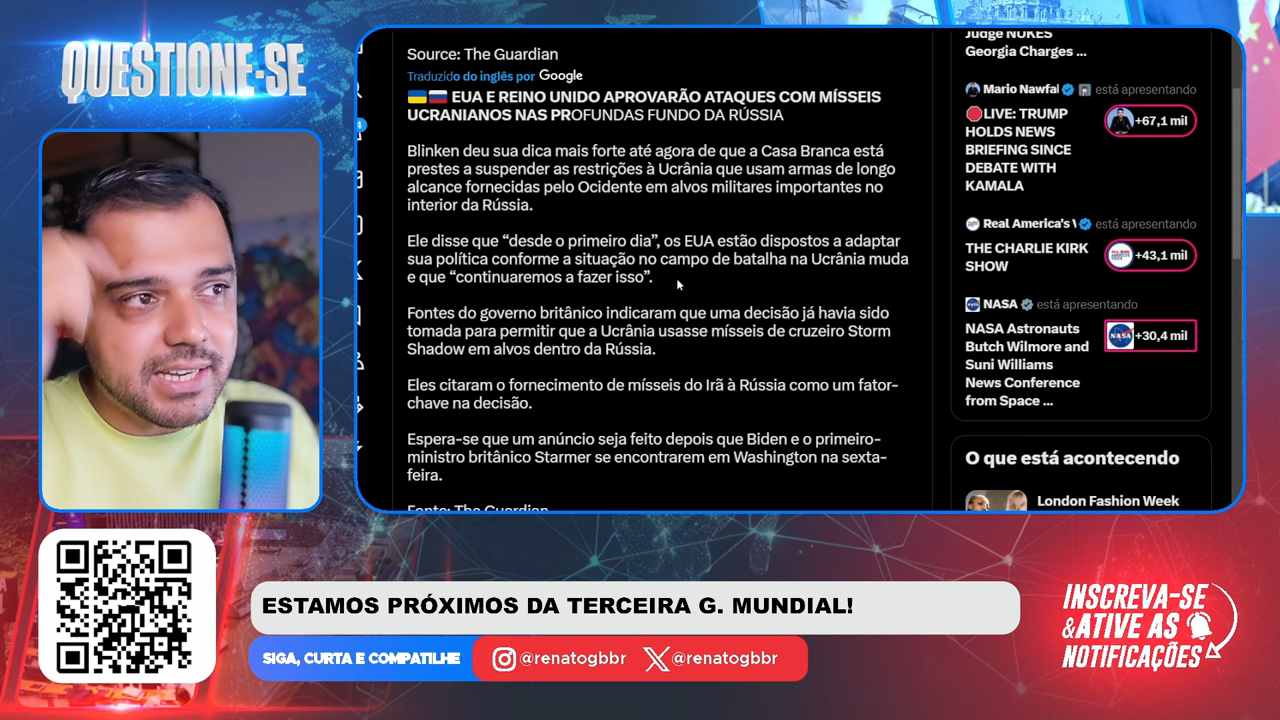 QUESTIONE-SE
Source: The Guardian
Traduzido do inglês por Google
🇺🇦🇷🇺 EUA E REINO UNIDO APROVARÃO ATAQUES COM MÍSSEIS
UCRANIANOS NAS PROFUNDAS FUNDO DA RÚSSIA
Blinken deu sua dica mais forte até agora de que a Casa Branca está
prestes a suspender as restrições à Ucrânia que usam armas de longo
alcance fornecidas pelo Ocidente em alvos militares importantes no
interior da Rússia.
Ele disse que “desde o primeiro dia”, os EUA estão dispostos a adaptar
sua política conforme a situação no campo de batalha na Ucrânia muda
e que “continuaremos a fazer isso”.
Fontes do governo britânico indicaram que uma decisão já havia sido
tomada para permitir que a Ucrânia usasse mísseis de cruzeiro Storm
Shadow em alvos dentro da Rússia.
Eles citaram o fornecimento de mísseis do Irã à Rússia como um fator-
chave na decisão.
Espera-se que um anúncio seja feito depois que Biden e o primeiro-
ministro britânico Starmer se encontrarem em Washington na sexta-
feira.
Fonte: The Guardian
Judge NUKES
Georgia Charges ...
Mario Nawfal está apresentando
🛑LIVE: TRUMP
HOLDS NEWS
BRIEFING SINCE
DEBATE WITH
KAMALA
+67,1 mil
Real America's está apresentando
THE CHARLIE KIRK
SHOW
+43,1 mil
NASA está apresentando
NASA Astronauts
Butch Wilmore and
Suni Williams
News Conference
from Space ...
NASA
+30,4 mil
O que está acontecendo
London Fashion Week
ESTAMOS PRÓXIMOS DA TERCEIRA G. MUNDIAL!
SIGA, CURTA E COMPATILHE
@renatogbbr
@renatogbbr
INSCREVA-SE
&ATIVE AS
NOTIFICAÇÕES